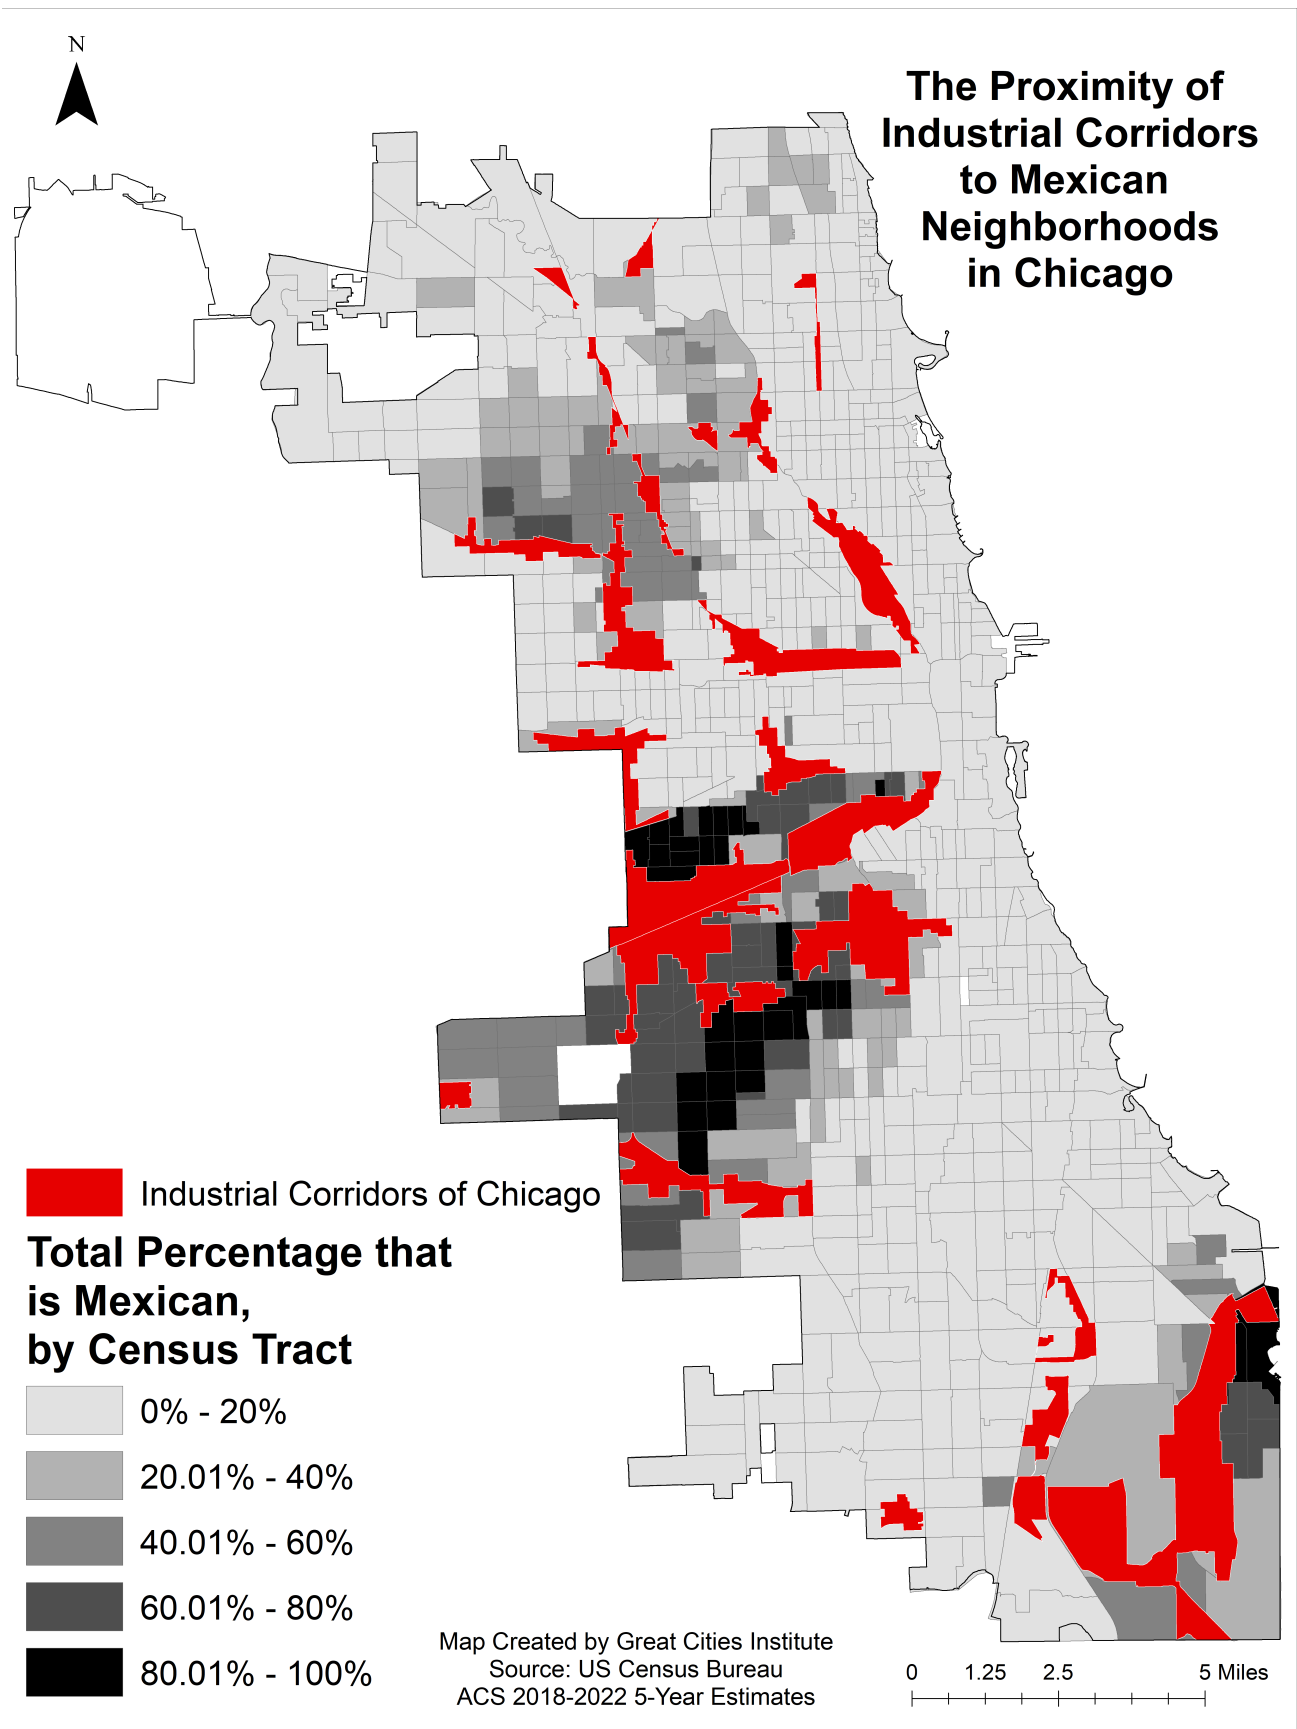 N
The Proximity of
Industrial Corridors
to Mexican
Neighborhoods
in Chicago
Industrial Corridors of Chicago
Total Percentage that
is Mexican,
by Census Tract
0% - 20%
20.01% - 40%
40.01% - 60%
60.01% - 80%
80.01% - 100%
Map Created by Great Cities Institute
Source: US Census Bureau
ACS 2018-2022 5-Year Estimates
0 1.25 2.5 5 Miles